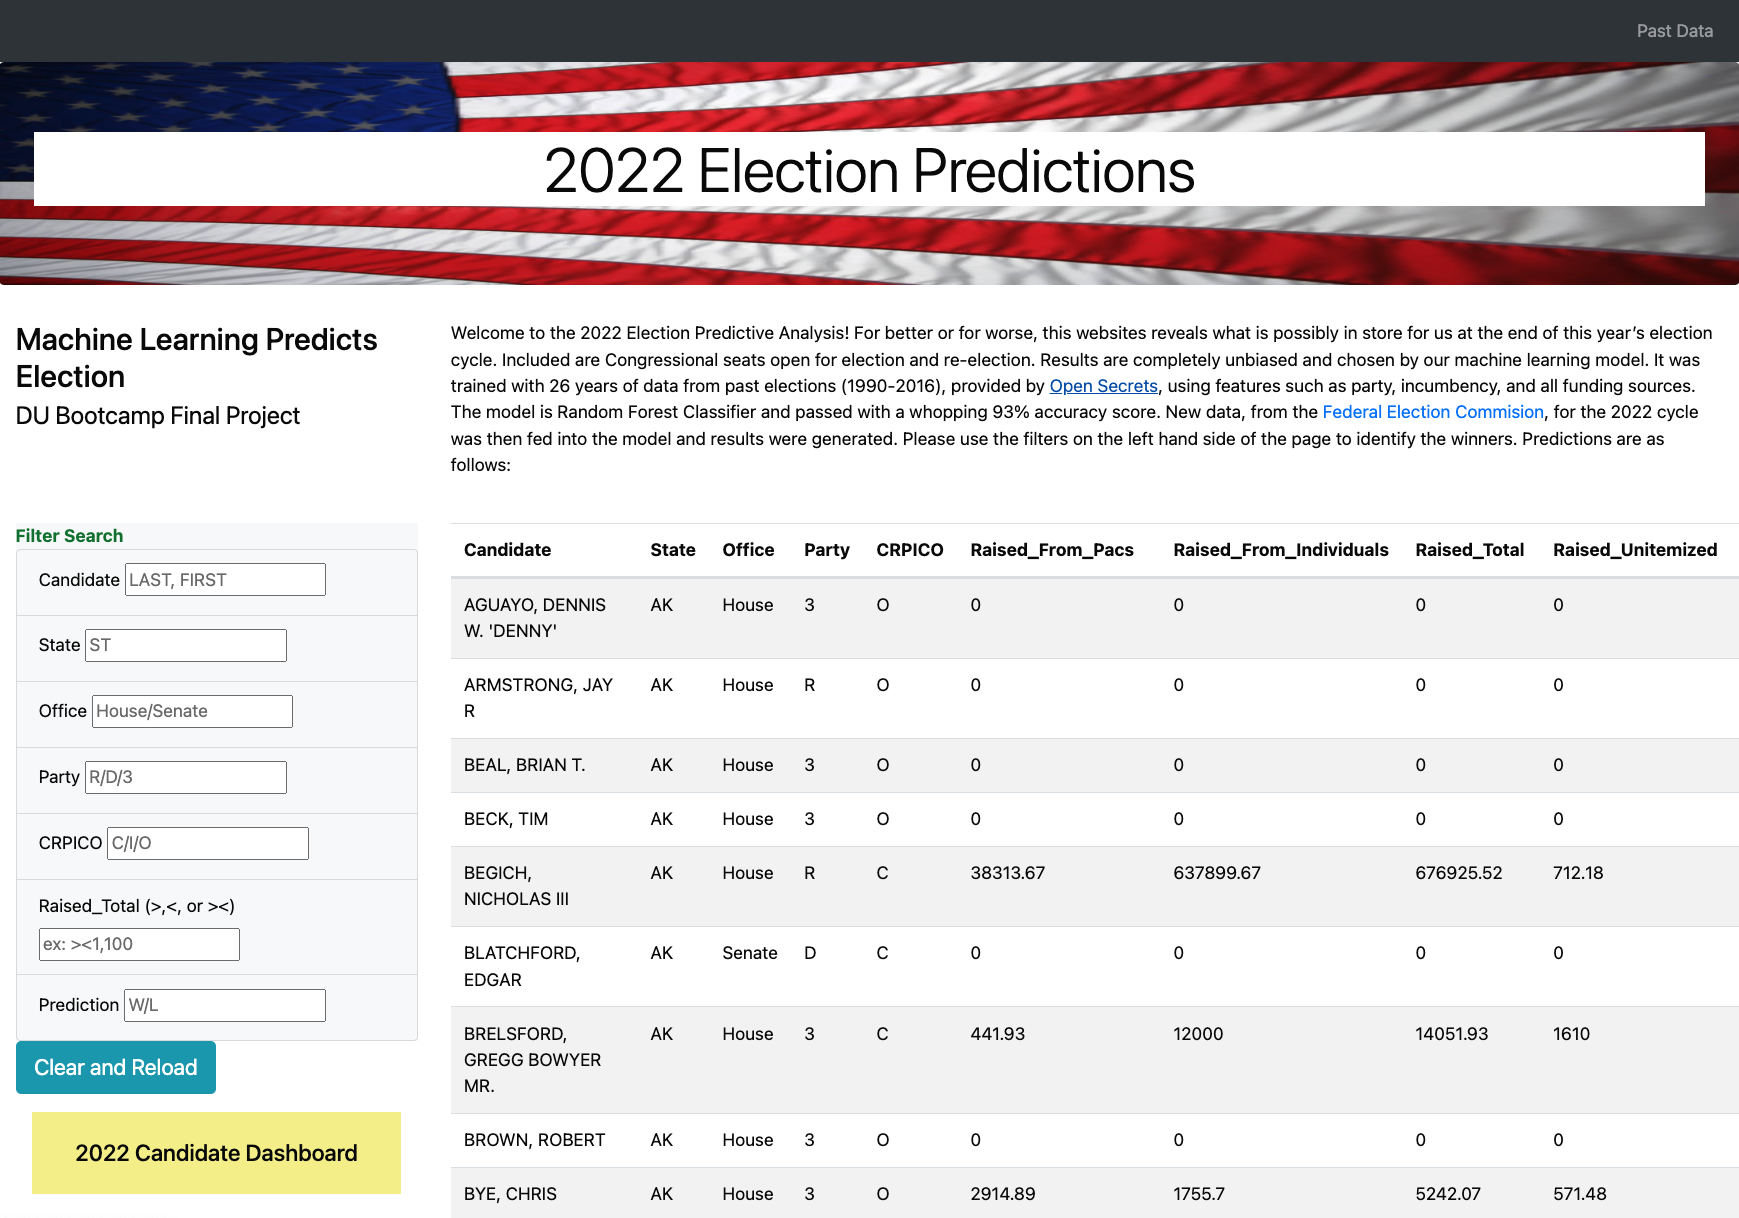 Past Data
2022 Election Predictions
Machine Learning Predicts
Election
DU Bootcamp Final Project
Welcome to the 2022 Election Predictive Analysis! For better or for worse, this websites reveals what is possibly in store for us at the end of this year's election
cycle. Included are Congressional seats open for election and re-election. Results are completely unbiased and chosen by our machine learning model. It was
trained with 26 years of data from past elections (1990-2016), provided by Open Secrets, using features such as party, incumbency, and all funding sources.
The model is Random Forest Classifier and passed with a whopping 93% accuracy score. New data, from the Federal Election Commision, for the 2022 cycle
was then fed into the model and results were generated. Please use the filters on the left hand side of the page to identify the winners. Predictions are as
follows:
Filter Search
Candidate LAST, FIRST
State ST
Office House/Senate
Party R/D/3
CRPICO C/I/O
Raised_Total (>,<, or ><)
ex: ><1,100
Prediction W/L
Clear and Reload
2022 Candidate Dashboard
Candidate State Office Party CRPICO Raised_From_Pacs Raised_From_Individuals Raised_Total Raised_Unitemized
AGUAYO, DENNIS AK House 3 O 0 0 0 0
W. 'DENNY'
ARMSTRONG, JAY AK House R O 0 0 0 0
R
BEAL, BRIAN T. AK House 3 O 0 0 0 0
BECK, TIM AK House 3 O 0 0 0 0
BEGICH, AK House R C 38313.67 637899.67 676925.52 712.18
NICHOLAS III
BLATCHFORD, AK Senate D C 0 0 0 0
EDGAR
BRELSFORD, AK House 3 C 441.93 12000 14051.93 1610
GREGG BOWYER
MR.
BROWN, ROBERT AK House 3 O 0 0 0 0
BYE, CHRIS AK House 3 O 2914.89 1755.7 5242.07 571.48